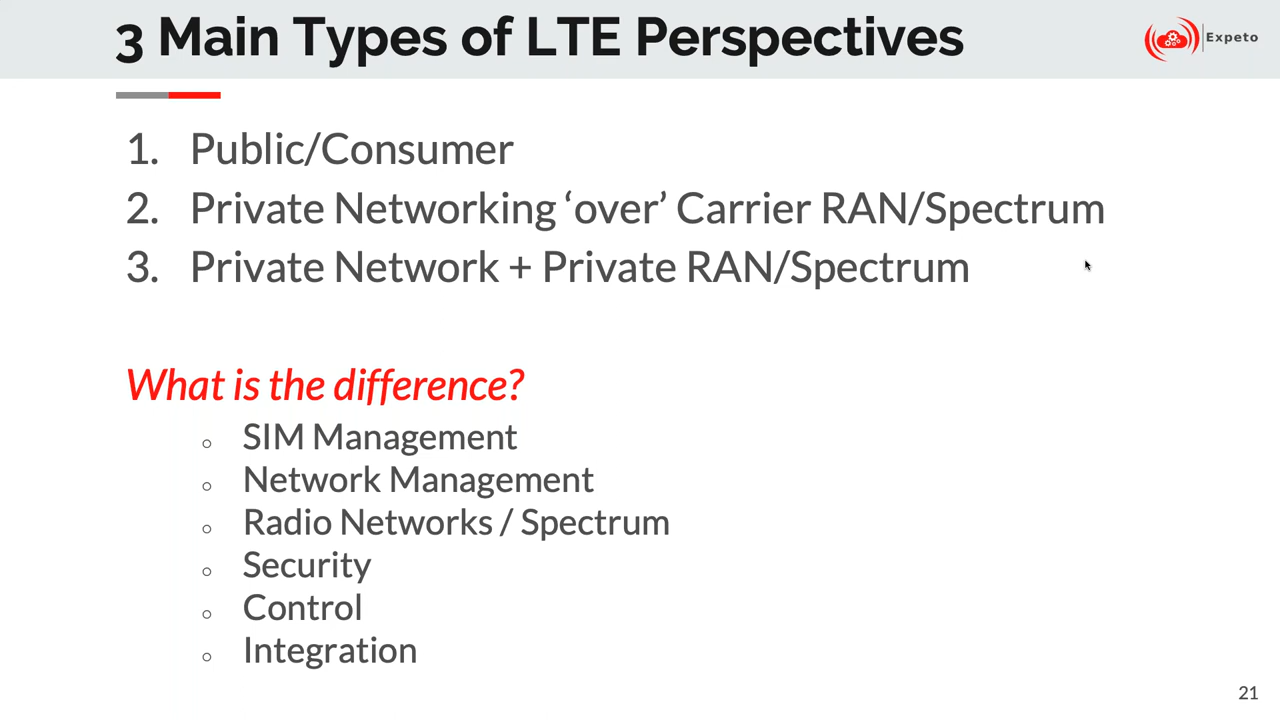 3 Main Types of LTE Perspectives
Expeto
1. Public/Consumer
2. Private Networking ‘over’ Carrier RAN/Spectrum
3. Private Network + Private RAN/Spectrum
What is the difference?
○ SIM Management
○ Network Management
○ Radio Networks / Spectrum
○ Security
○ Control
○ Integration
21